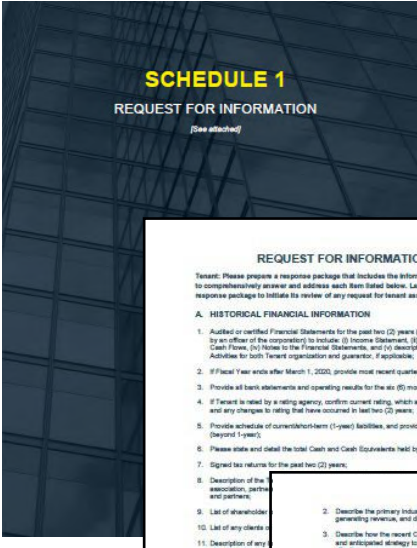 SCHEDULE 1
REQUEST FOR INFORMATION
[See attached]
REQUEST FOR INFORMATIO
Tenant: Please prepare a response package that includes the inform
to comprehensively answer and address each item listed below. La
response package to initiate its review of any request for tenant as
A. HISTORICAL FINANCIAL INFORMATION
1. Audited or certified Financial Statements for the past two (2) years
by an officer of the corporation) to include: (i) Income Statement, (ii)
Cash Flows, (iv) Notes to the Financial Statements, and (v) descript
Activities for both Tenant organization and guarantor, if applicable;
2. If Fiscal Year ends after March 1, 2020, provide most recent quarte
3. Provide all bank statements and operating results for the six (6) mo
4. If Tenant is rated by a rating agency, confirm current rating, which a
and any changes to rating that have occurred in last two (2) years;
5. Provide schedule of current/short-term (1-year) liabilities, and provid
(beyond 1-year);
6. Please state and detail the total Cash and Cash Equivalents held by
7. Signed tax returns for the past two (2) years;
8. Description of the T
association, partne
and partners;
9. List of shareholder
10. List of any clients o
11. Description of any
2. Describe the primary indus
generating revenue, and d
3. Describe how the recent C
and anticipated strategy to